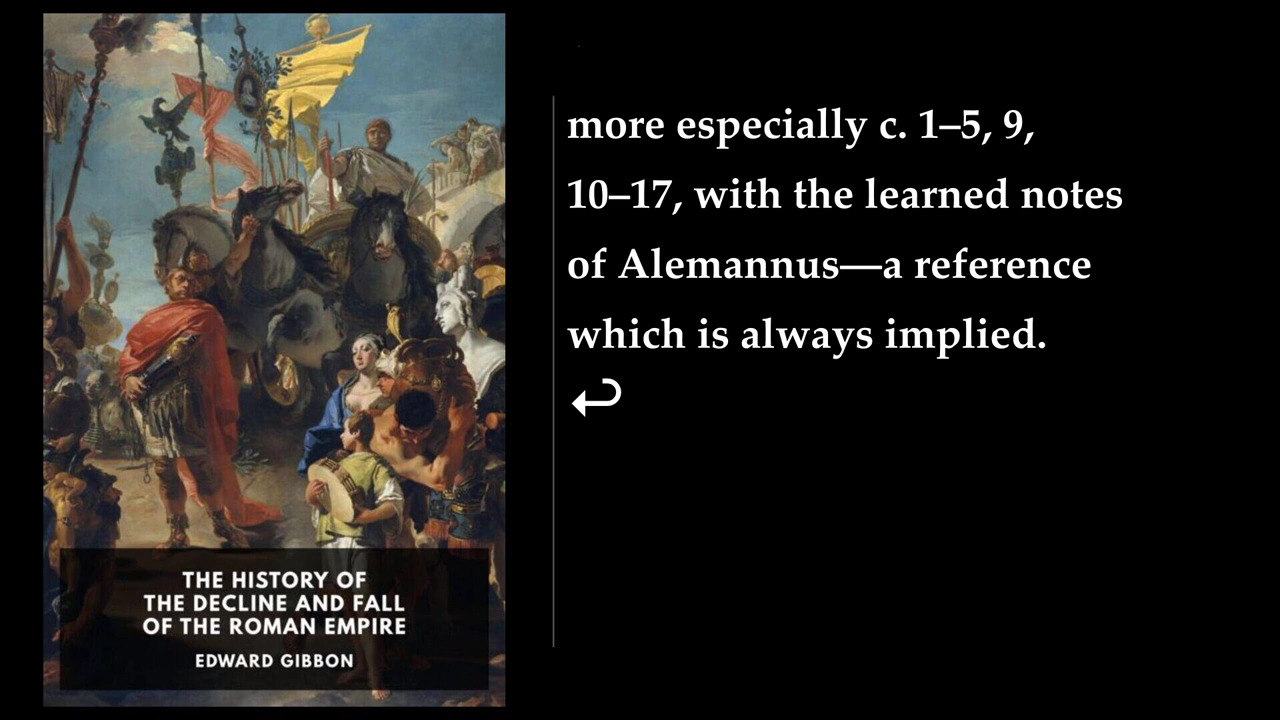 more especially c. 1–5, 9,
10–17, with the learned notes
of Alemannus—a reference
which is always implied.
↩
THE HISTORY OF
THE DECLINE AND FALL
OF THE ROMAN EMPIRE
EDWARD GIBBON